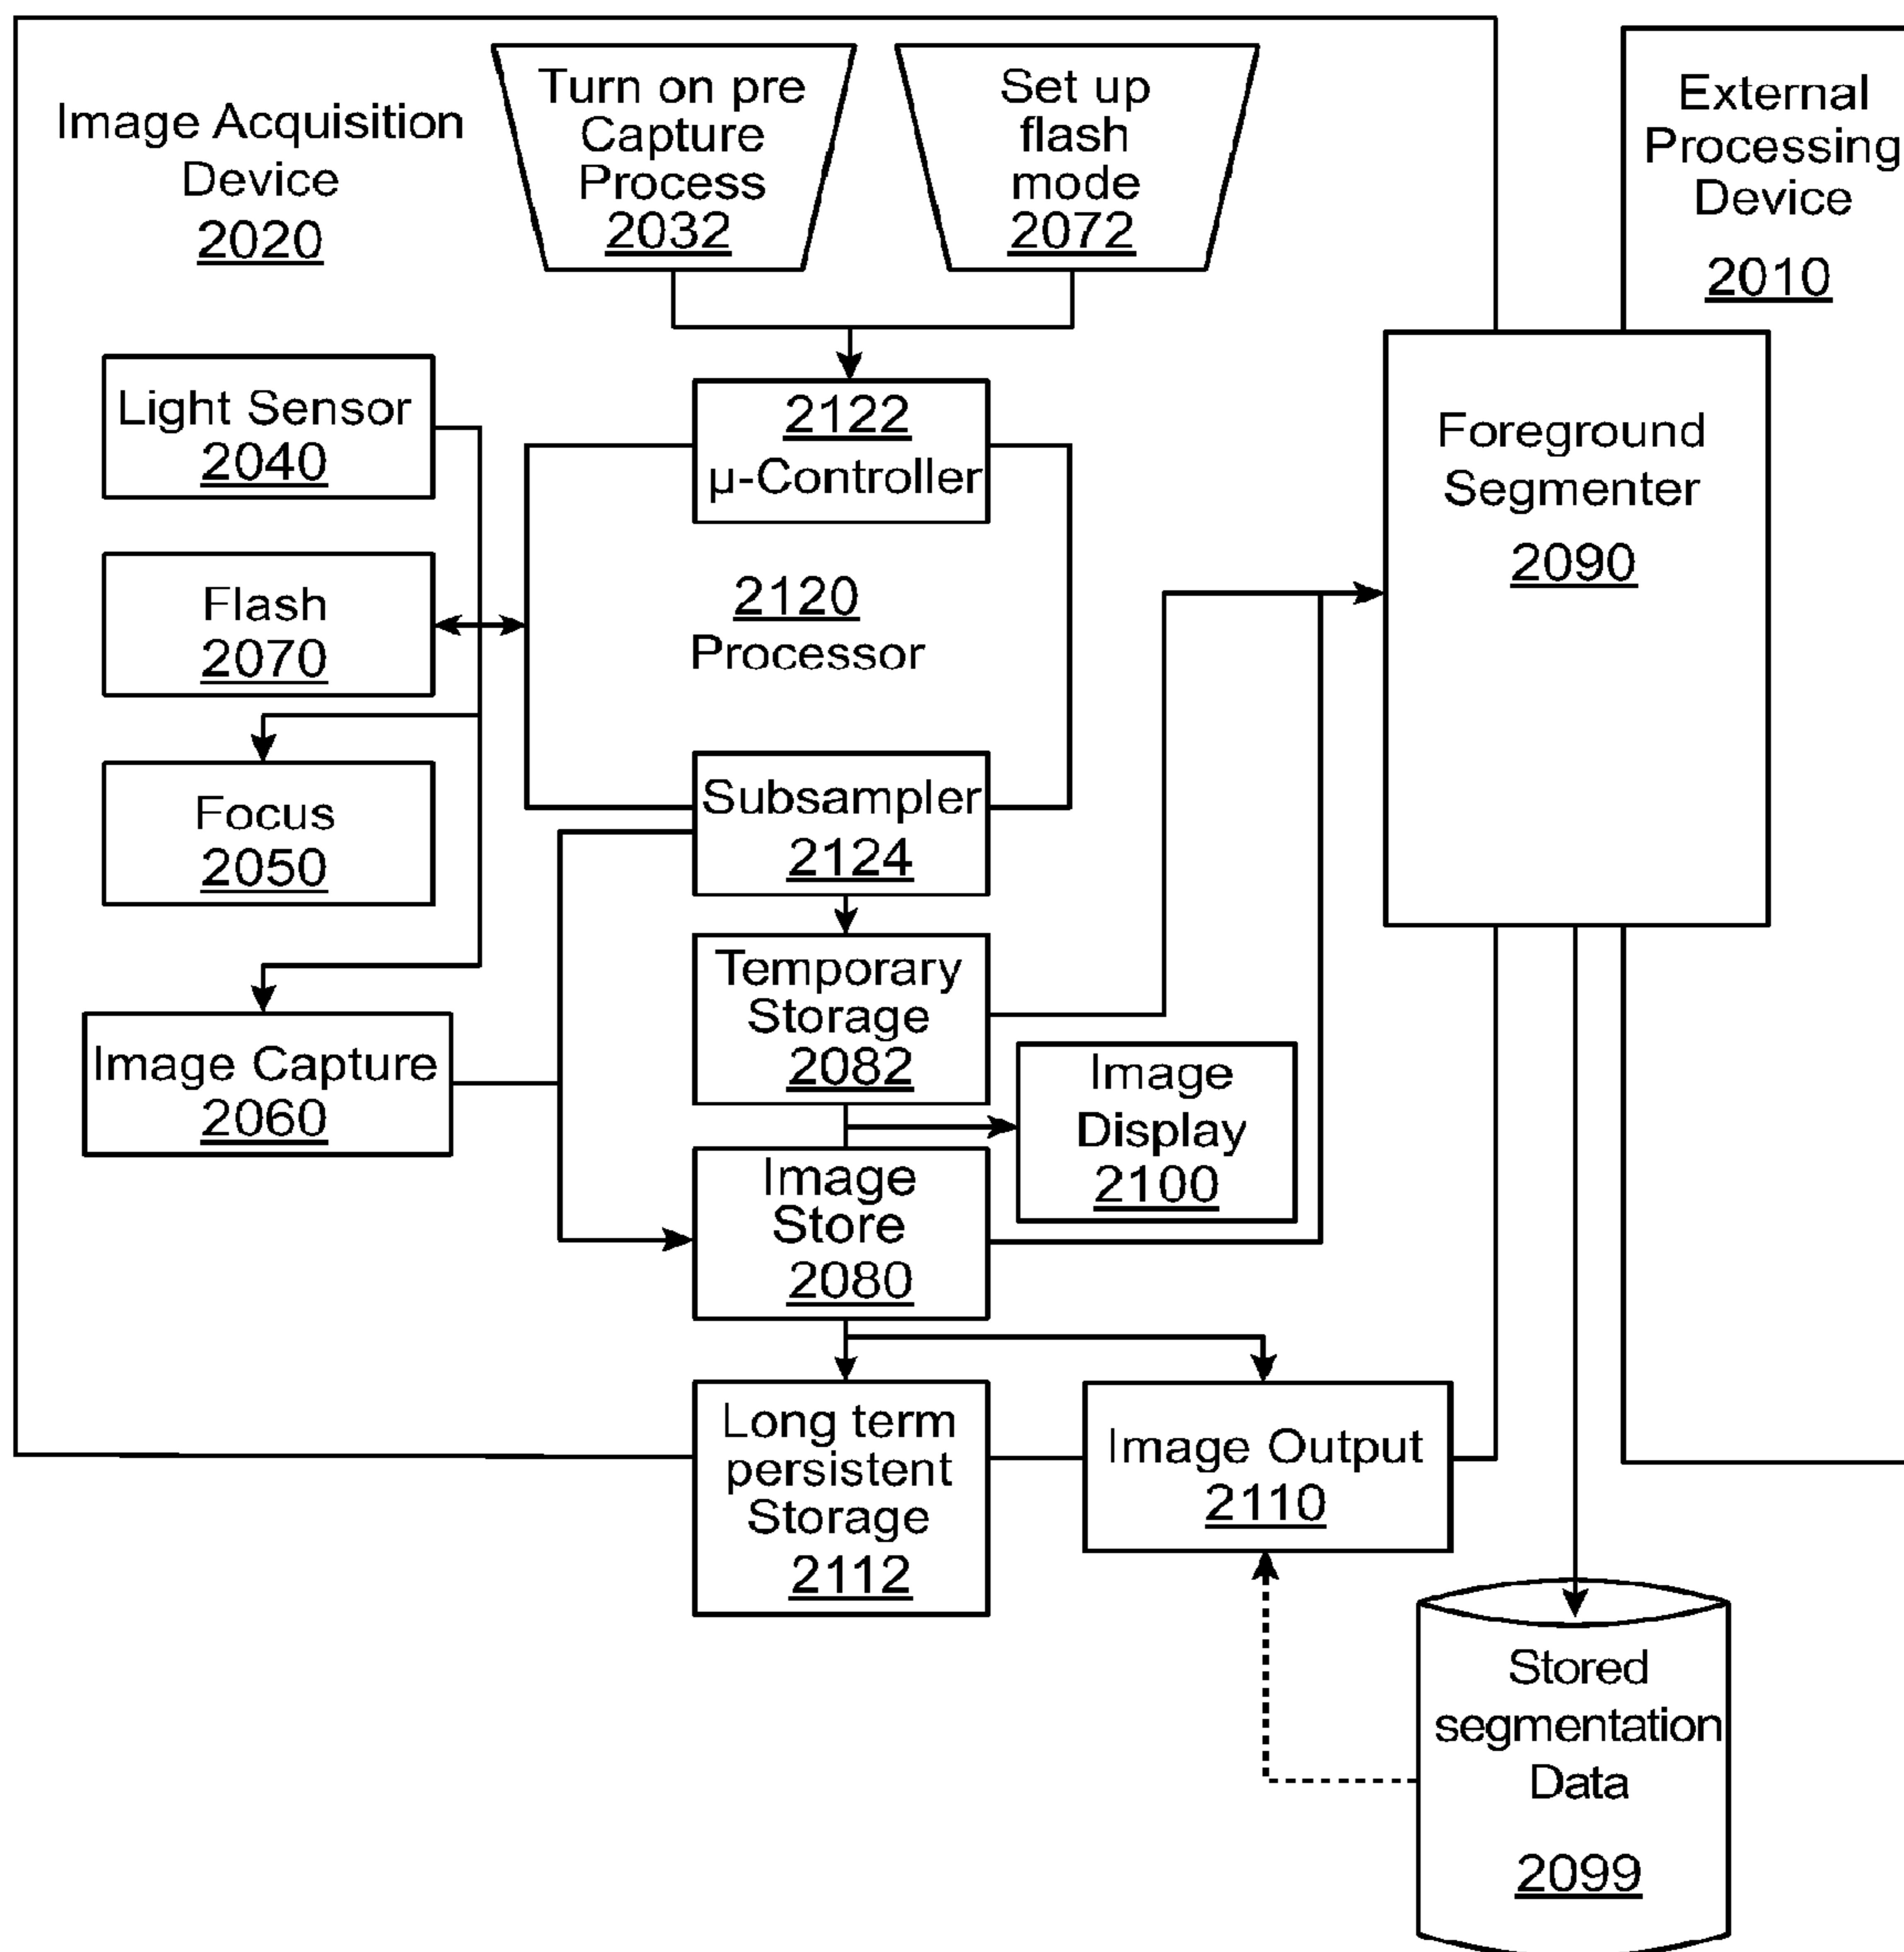 Image Acquisition
Device
2020
Turn on pre
Capture
Process
2032
Set up
flash
mode
2072
External
Processing
Device
2010
Light Sensor
2040
2122
μ-Controller
Foreground
Segmenter
2090
Flash
2070
2120
Processor
Focus
2050
Subsampler
2124
Temporary
Storage
2082
Image Capture
2060
Image
Display
2100
Image
Store
2080
Long term
persistent
Storage
2112
Image Output
2110
Stored
segmentation
Data
2099